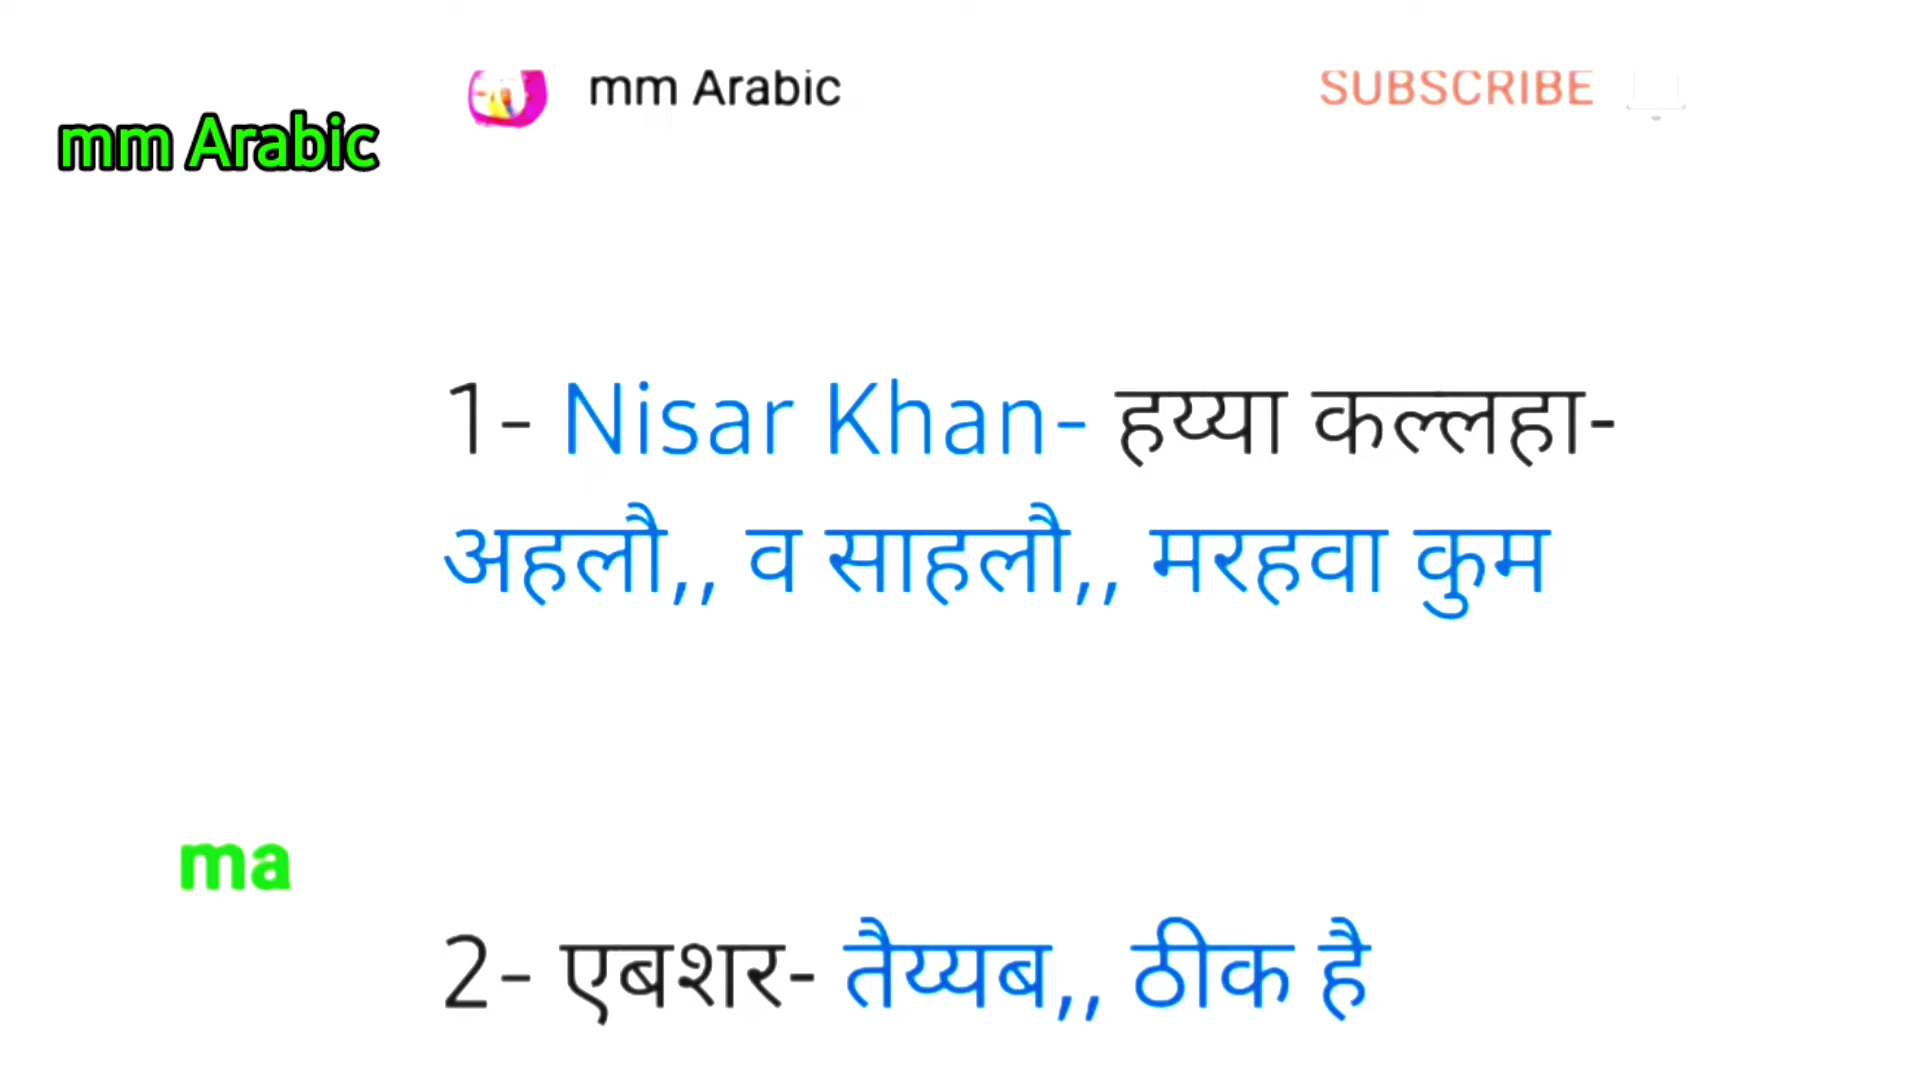 mm Arabic
SUBSCRIBE
mm Arabic
1- Nisar Khan- हय्या कल्लहा-
अहलौ,, व साहलौ,, मरहवा कुम
ma
2- एबशर- तैय्यब,, ठीक है